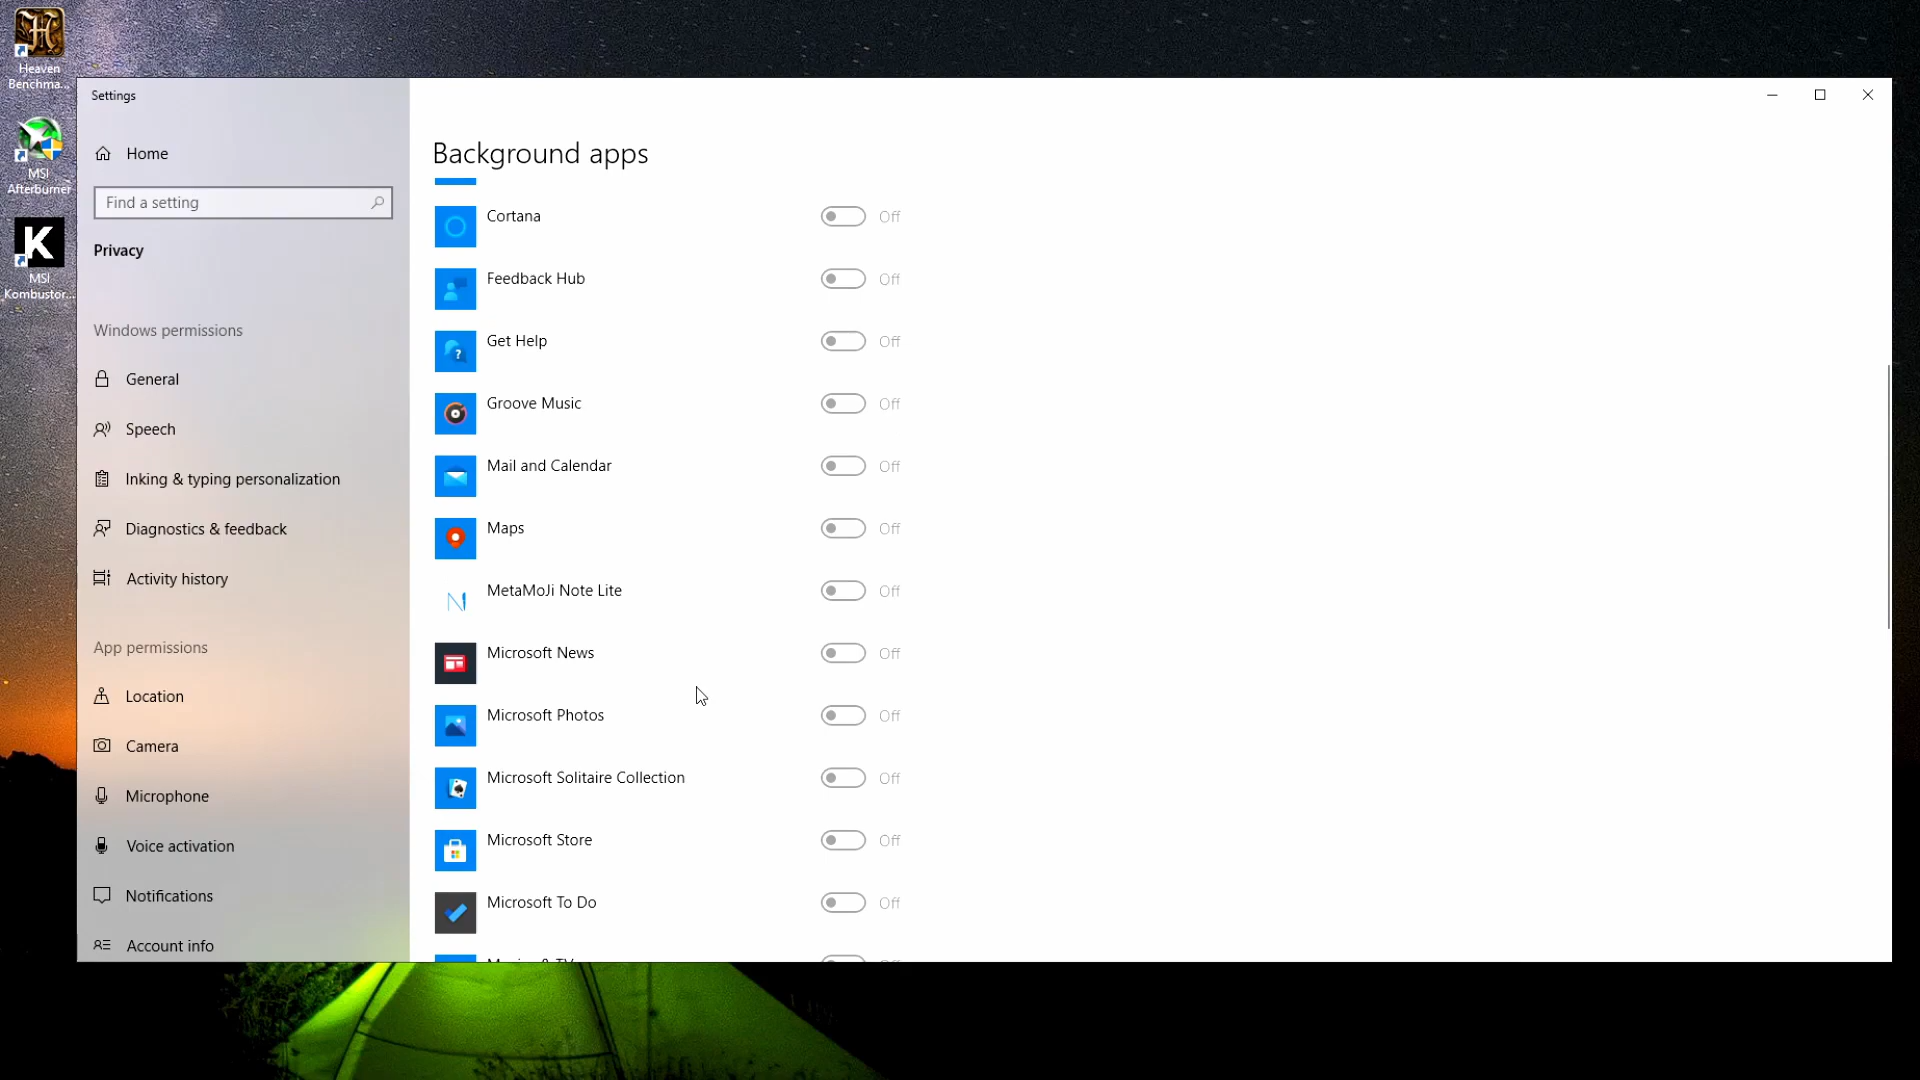 Heaven
Benchma...
MSI
Afterburner
MSI
Kombustor...
Settings
Home
Find a setting
Privacy
Windows permissions
General
Speech
Inking & typing personalization
Diagnostics & feedback
Activity history
App permissions
Location
Camera
Microphone
Voice activation
Notifications
Account info
Background apps
Cortana Off
Feedback Hub Off
Get Help Off
Groove Music Off
Mail and Calendar Off
Maps Off
MetaMoJi Note Lite Off
Microsoft News Off
Microsoft Photos Off
Microsoft Solitaire Collection Off
Microsoft Store Off
Microsoft To Do Off